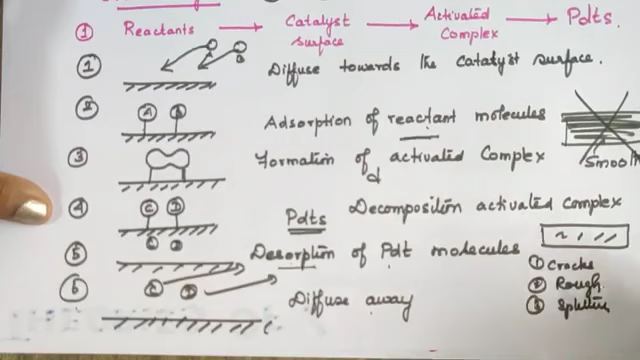 ① Reactants → Catalyst surface → Activated Complex → Pdts.
① Diffuse towards the catalyst surface.
② A B Adsorption of reactant molecules
Smooth
③ Formation of activated Complex
④ C D Pdts Decomposition activated complex
⑤ Desorption of Pdt molecules
① Cracks
② Rough
③ 
⑥ Diffuse away